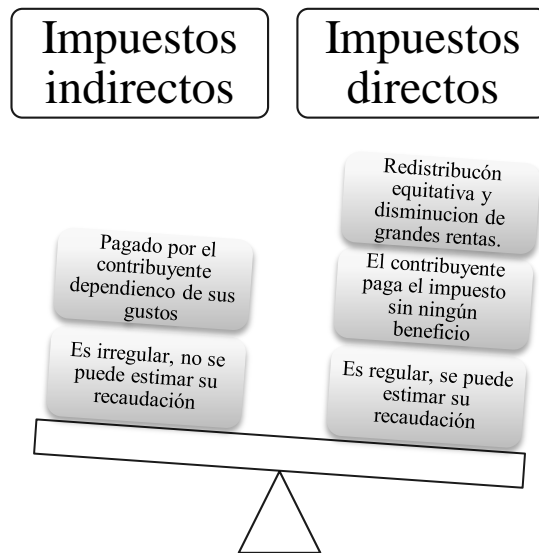 Impuestos
indirectos
Impuestos
directos
Pagado por el
contribuyente
dependienco de sus
gustos
Es irregular, no se
puede estimar su
recaudación
Redistribucón
equitativa y
disminucion de
grandes rentas.
El contribuyente
paga el impuesto
sin ningún
beneficio
Es regular, se puede
estimar su
recaudación